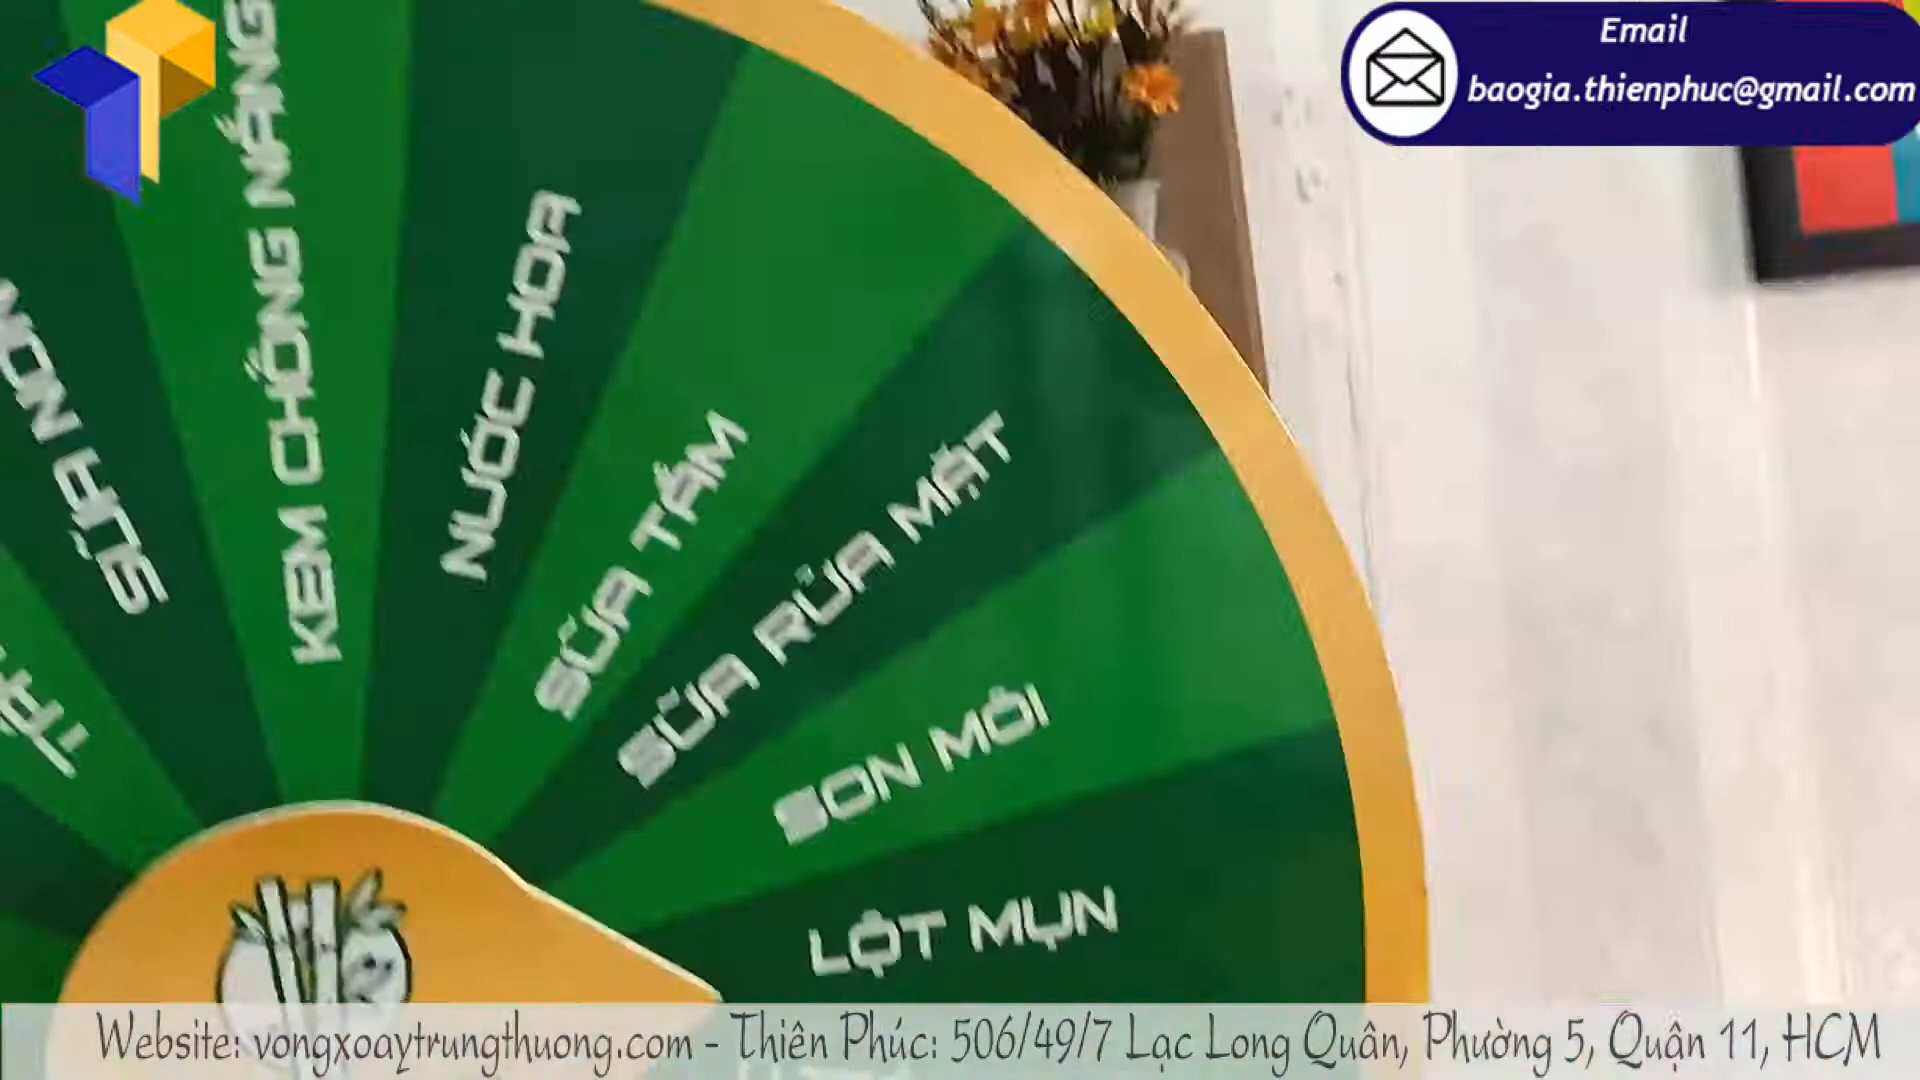 Email
baogia.thienphuc@gmail.com
SỮA NON
KEM CHỐNG NẮNG
NƯỚC HOA
SỮA TẮM
SỮA RỬA MẶT
SON MÔI
LỘT MỤN
Website: vongxoaytrungthuong.com - Thiên Phúc: 506/49/7 Lạc Long Quân, Phường 5, Quận 11, HCM